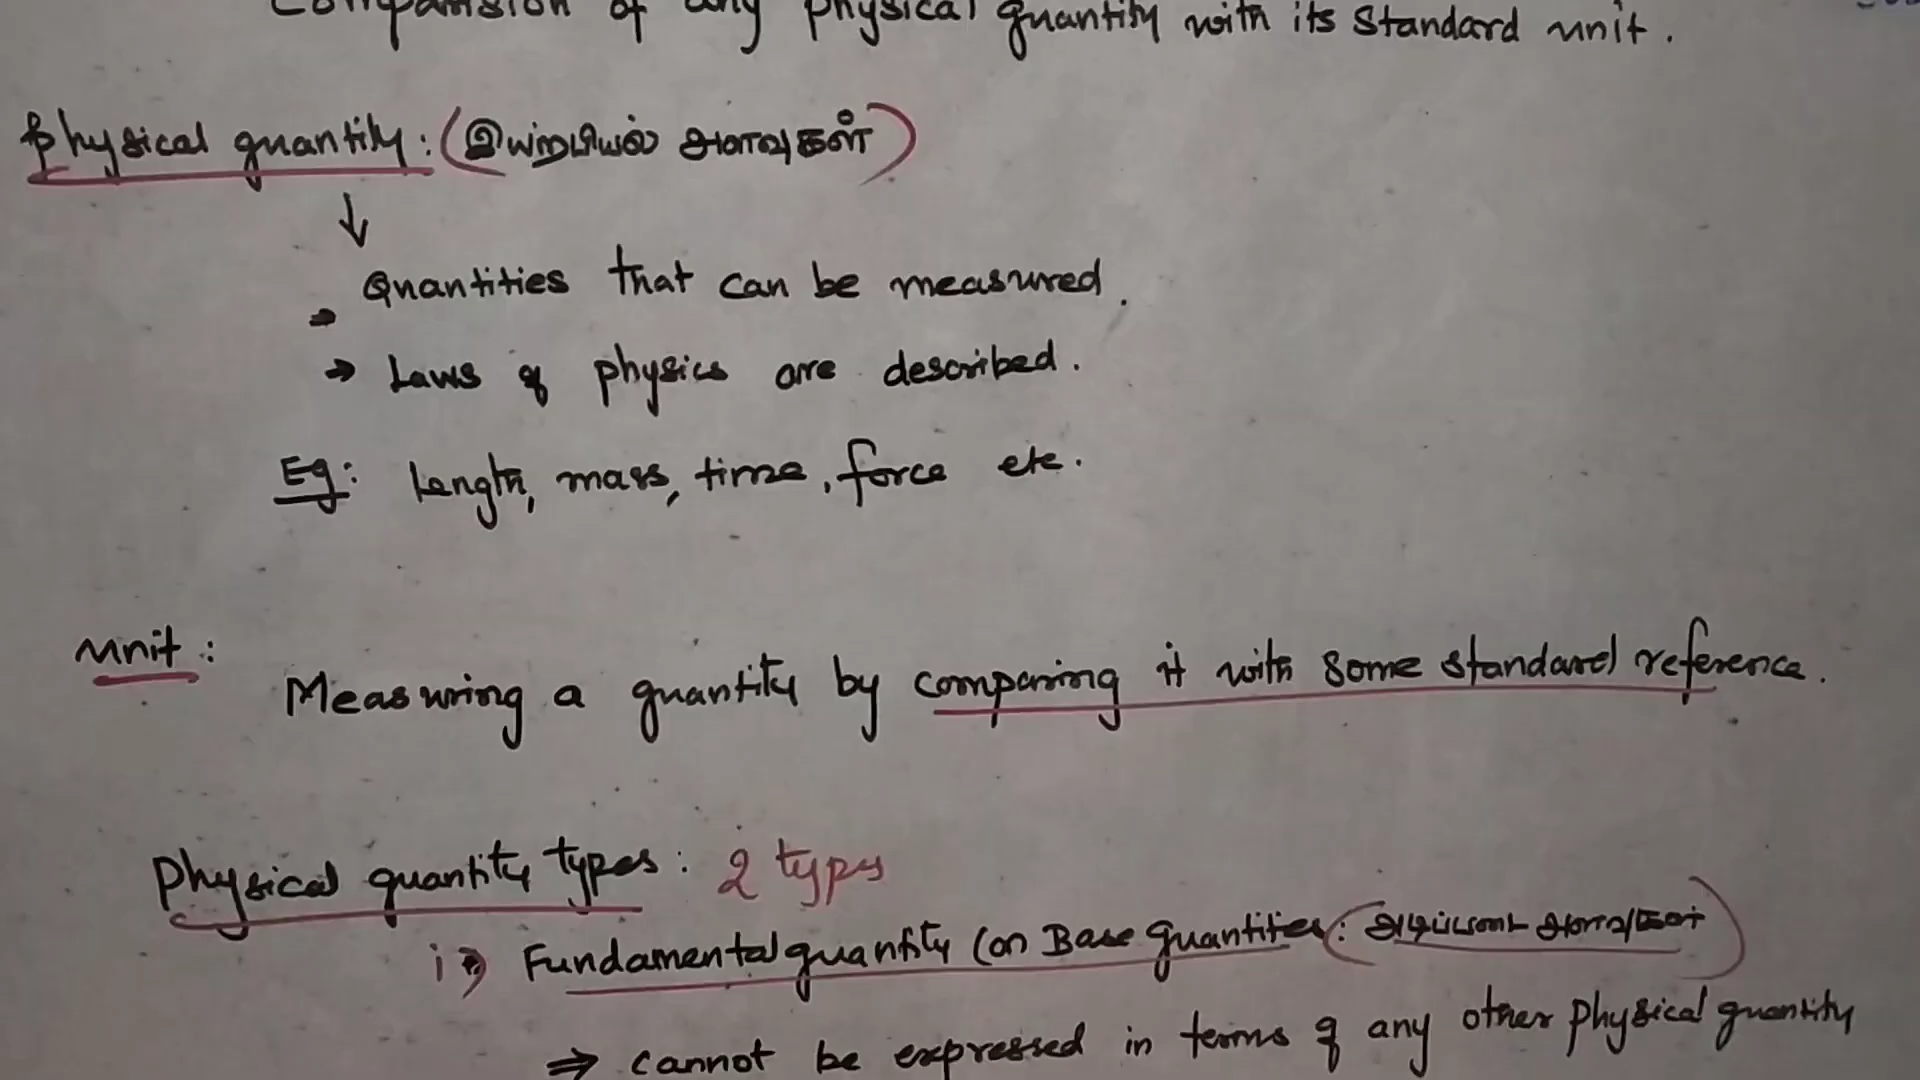 Comparision of any physical quantity with its standard unit.
Physical quantity : (இயற்பியல் அளவுகள்)
↓
Quantities that can be measured.
→ Laws of physics are described.
Eg: Length, mass, time, force etc.
Unit :
Measuring a quantity by comparing it with some standard reference.
Physical quantity types : 2 types
i) Fundamental quantity (or) Base Quantities : (அடிப்படை அளவுகள்)
⇒ cannot be expressed in terms of any other physical quantity